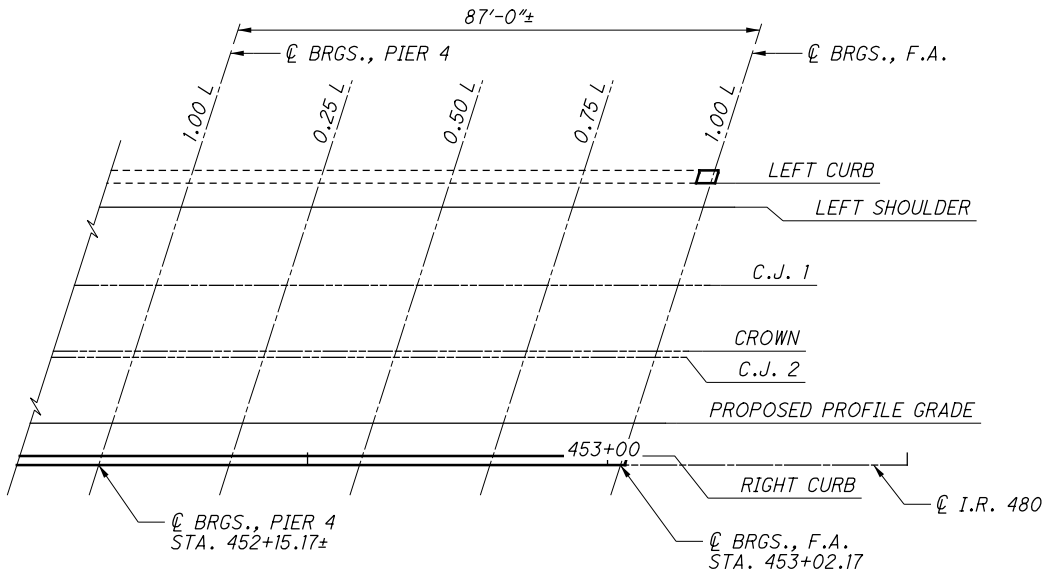 87'-0"±
℄ BRGS., PIER 4
℄ BRGS., F.A.
1.00 L
0.25 L
0.50 L
0.75 L
1.00 L
LEFT CURB
LEFT SHOULDER
C.J. 1
CROWN
C.J. 2
PROPOSED PROFILE GRADE
453+00
RIGHT CURB
℄ I.R. 480
℄ BRGS., PIER 4
STA. 452+15.17±
℄ BRGS., F.A.
STA. 453+02.17